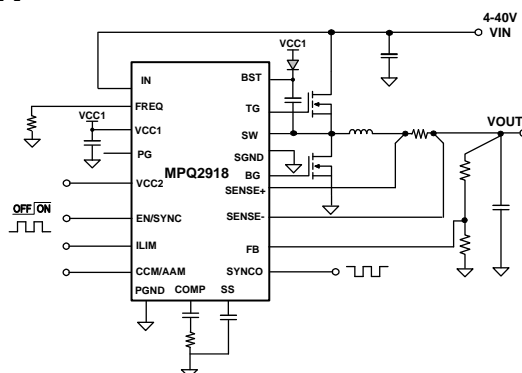 4-40V
VIN
VCC1
IN
BST
FREQ
TG
VCC1
VCC1
SW
VOUT
PG
SGND
MPQ2918
BG
VCC2
SENSE+
OFF ON
EN/SYNC
SENSE-
ILIM
FB
CCM/AAM
SYNCO
PGND
COMP
SS